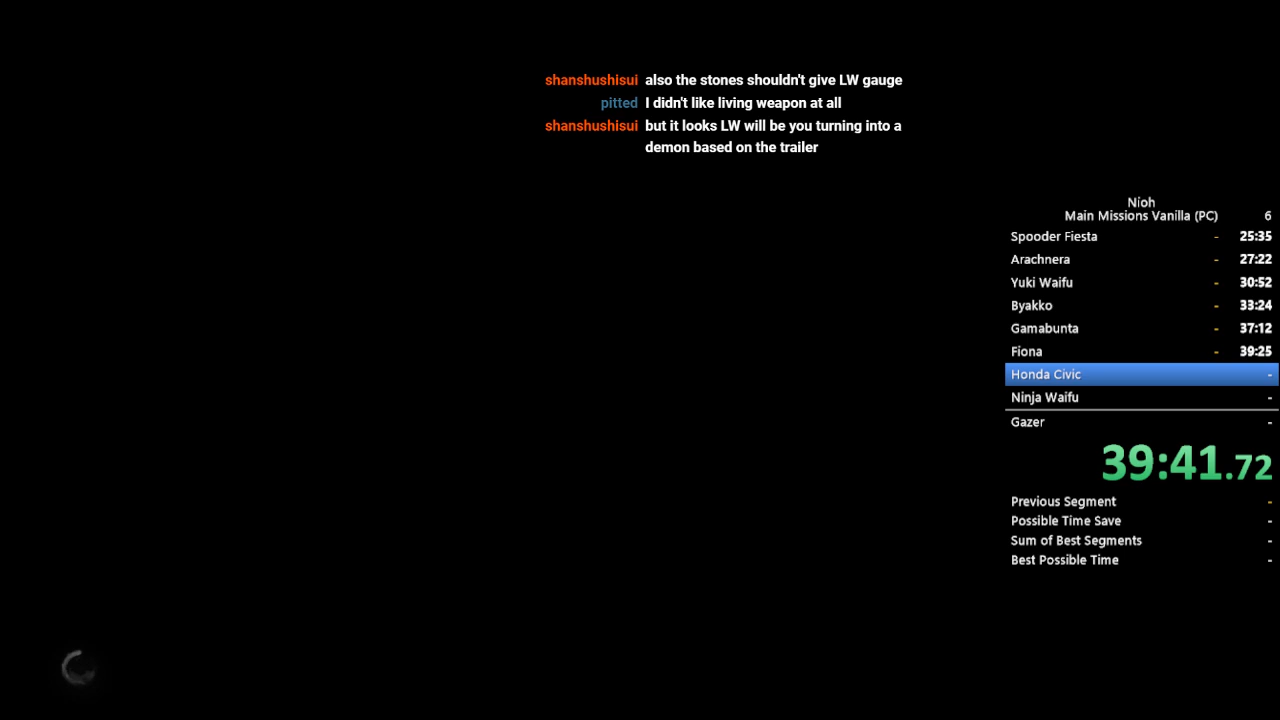 shanshushisui also the stones shouldn't give LW gauge
pitted I didn't like living weapon at all
shanshushisui but it looks LW will be you turning into a
demon based on the trailer
Nioh
Main Missions Vanilla (PC) 6
Spooder Fiesta - 25:35
Arachnera - 27:22
Yuki Waifu - 30:52
Byakko - 33:24
Gamabunta - 37:12
Fiona - 39:25
Honda Civic -
Ninja Waifu -
Gazer -
39:41.72
Previous Segment -
Possible Time Save -
Sum of Best Segments -
Best Possible Time -